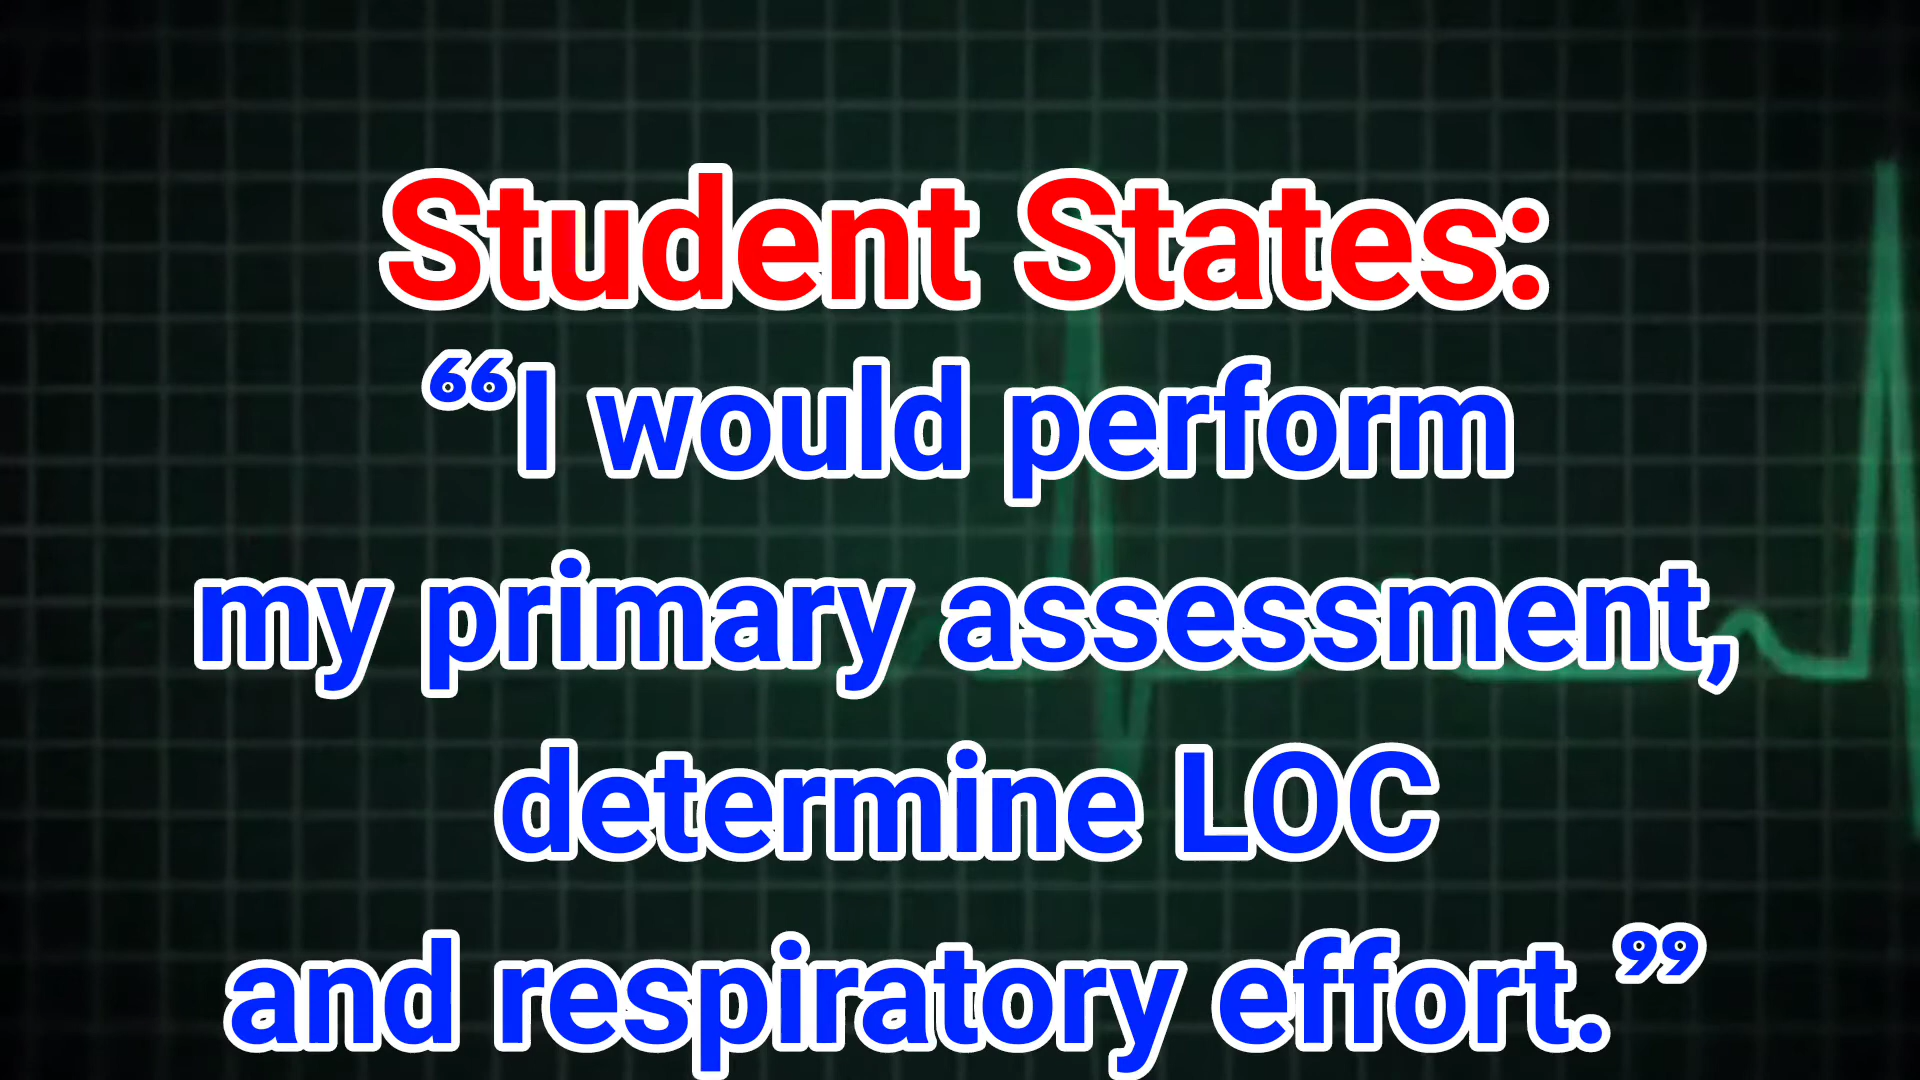 Student States:
“I would perform
my primary assessment,
determine LOC
and respiratory effort.”